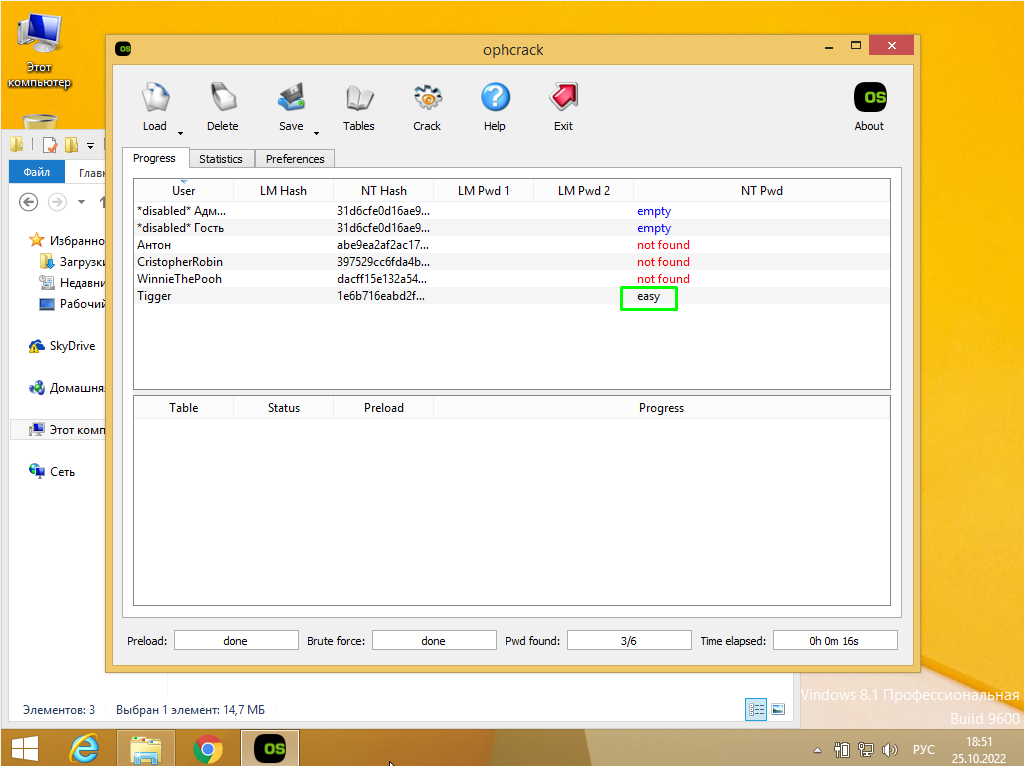 Этот
компьютер
os
ophcrack
Load
Delete
Save
Tables
Crack
Help
Exit
OS
About
Файл
Глав
Progress
Statistics
Preferences
User
LM Hash
NT Hash
LM Pwd 1
LM Pwd 2
NT Pwd
*disabled* Адм... 31d6cfe0d16ae9... empty
*disabled* Гость 31d6cfe0d16ae9... empty
Антон abe9ea2af2ac17... not found
CristopherRobin 397529cc6fda4b... not found
WinnieThePooh dacff15e132a54... not found
Tigger 1e6b716eabd2f... easy
Избранно
Загрузки
Недавни
Рабочий
SkyDrive
Домашня
Этот комп
Сеть
Table
Status
Preload
Progress
Preload: done
Brute force: done
Pwd found: 3/6
Time elapsed: 0h 0m 16s
Элементов: 3
Выбран 1 элемент: 14,7 МБ
Windows 8.1 Профессиональная
Build 9600
OS
РУС
18:51
25.10.2022